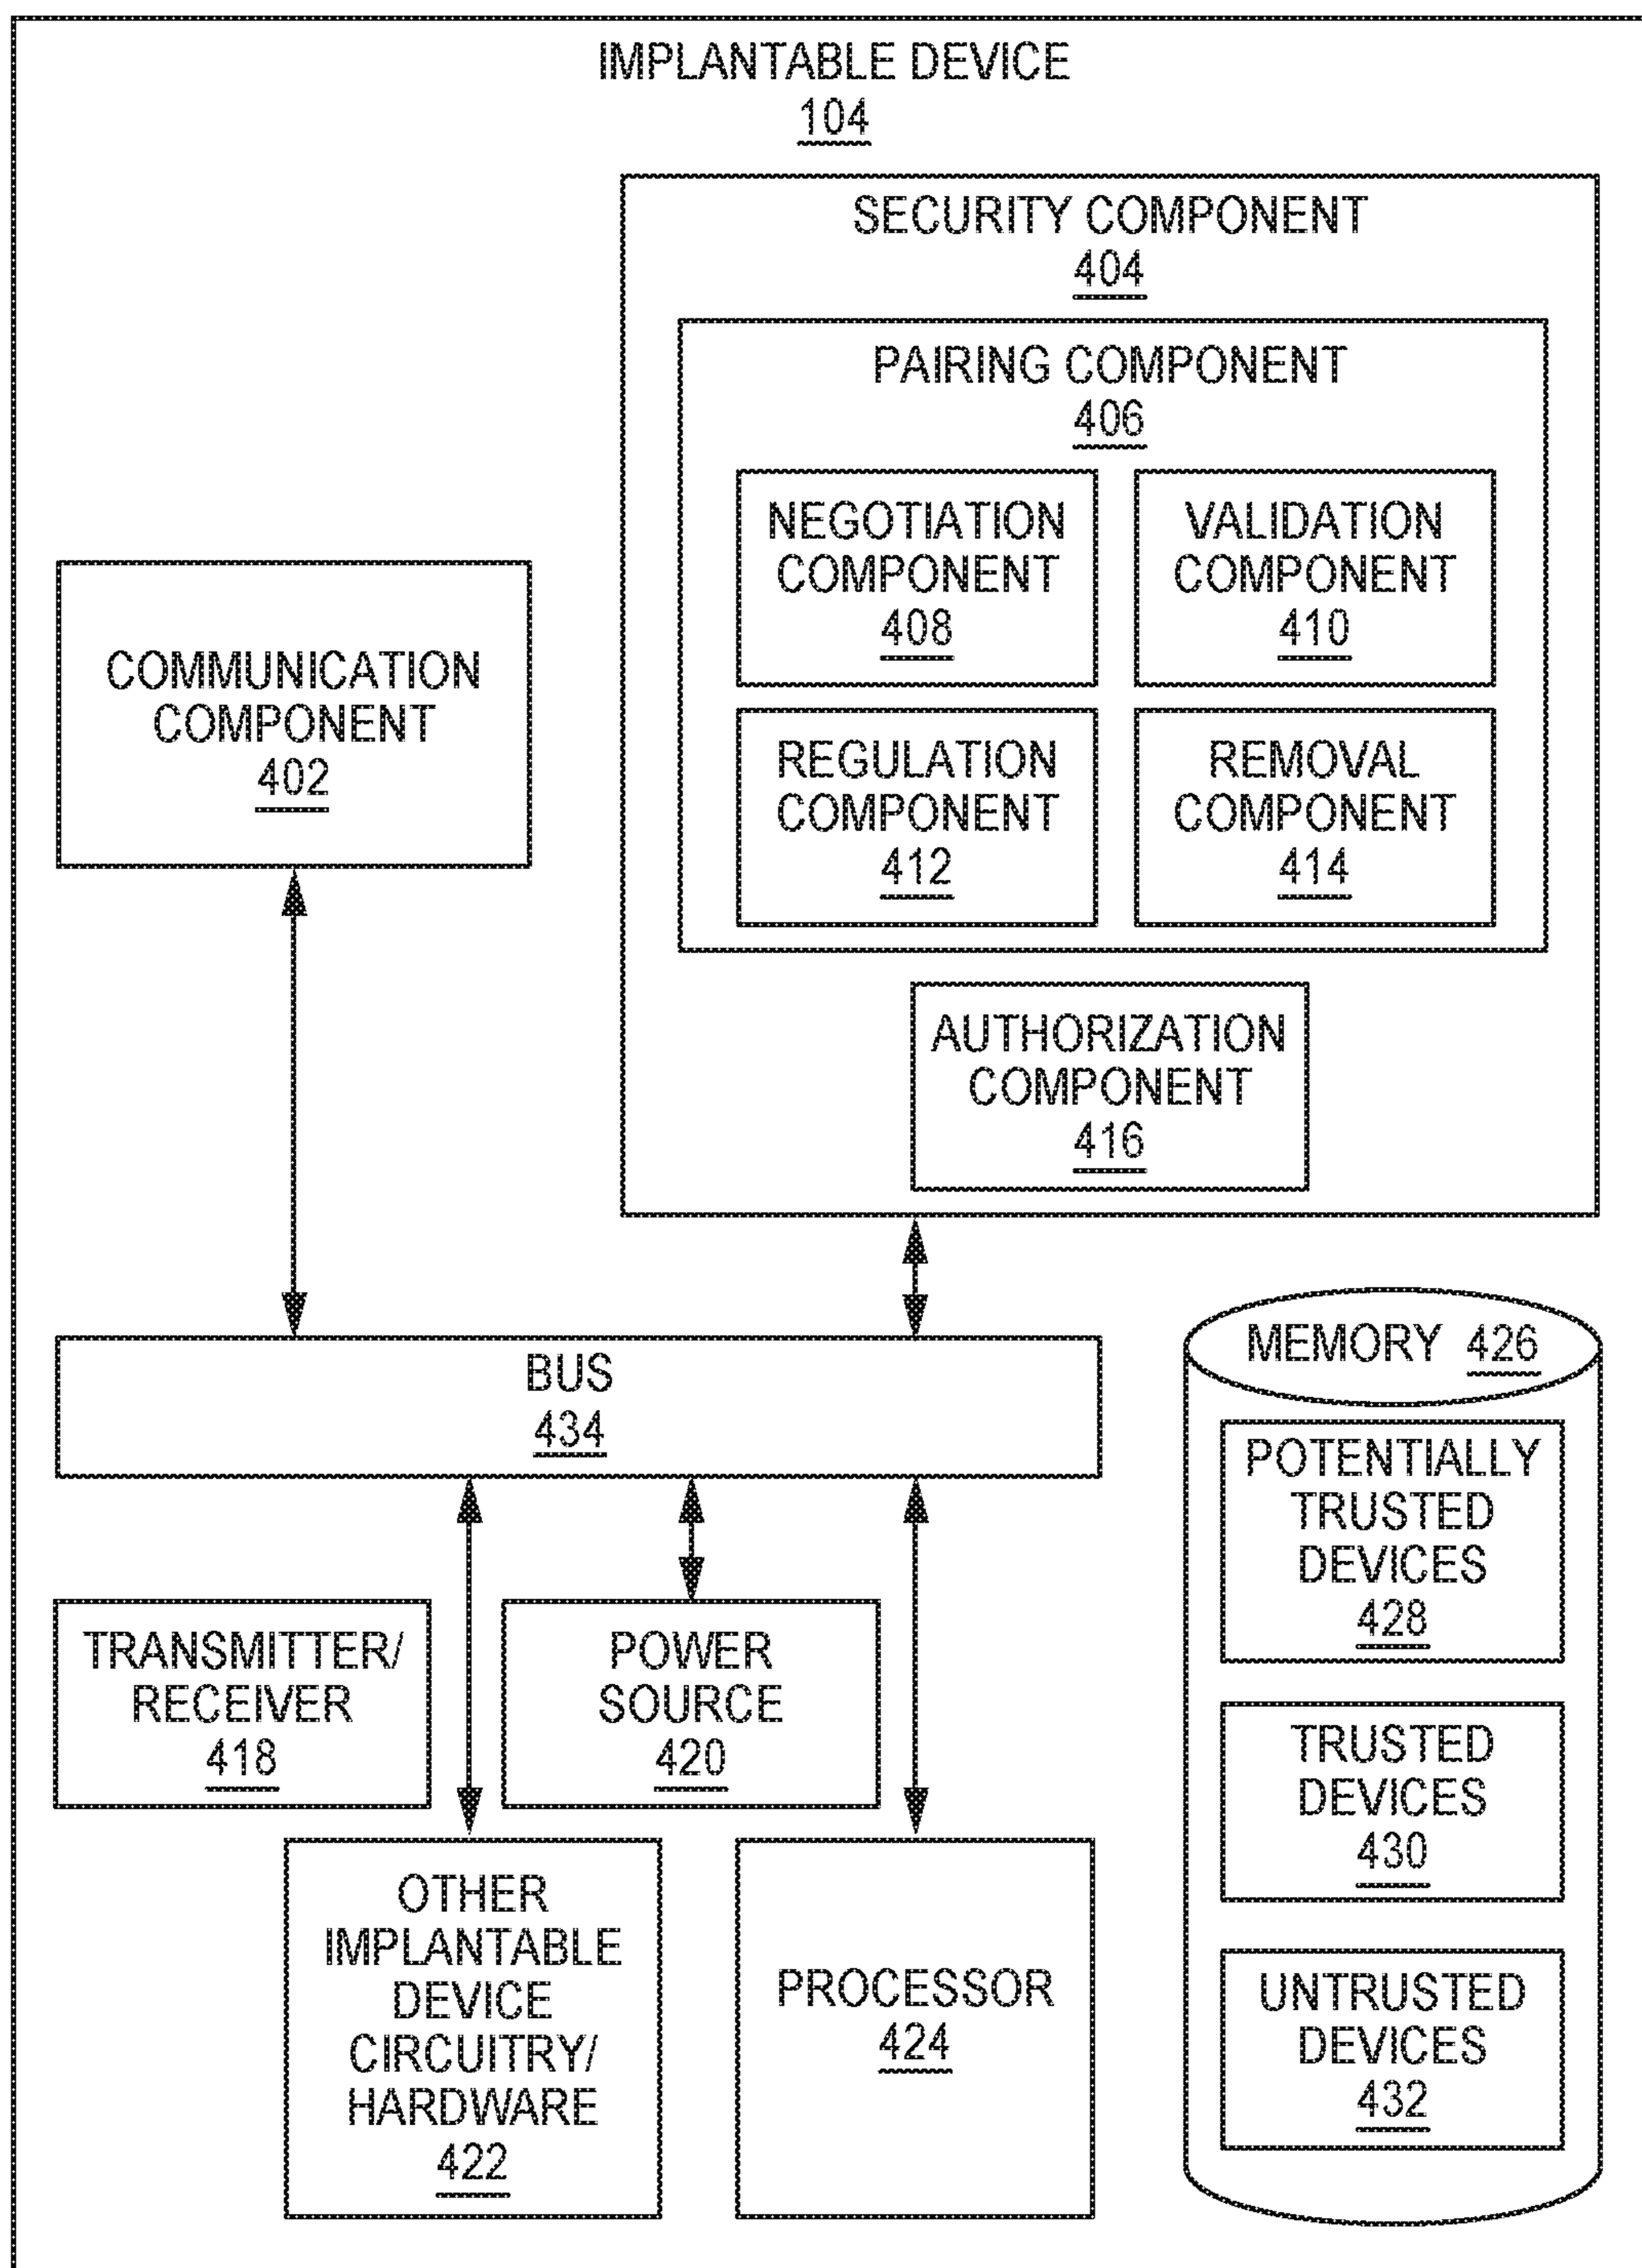 IMPLANTABLE DEVICE
104
SECURITY COMPONENT
404
PAIRING COMPONENT
406
NEGOTIATION
COMPONENT
408
VALIDATION
COMPONENT
410
REGULATION
COMPONENT
412
REMOVAL
COMPONENT
414
AUTHORIZATION
COMPONENT
416
COMMUNICATION
COMPONENT
402
BUS
434
MEMORY 426
POTENTIALLY
TRUSTED
DEVICES
428
TRUSTED
DEVICES
430
UNTRUSTED
DEVICES
432
TRANSMITTER/
RECEIVER
418
POWER
SOURCE
420
OTHER
IMPLANTABLE
DEVICE
CIRCUITRY/
HARDWARE
422
PROCESSOR
424